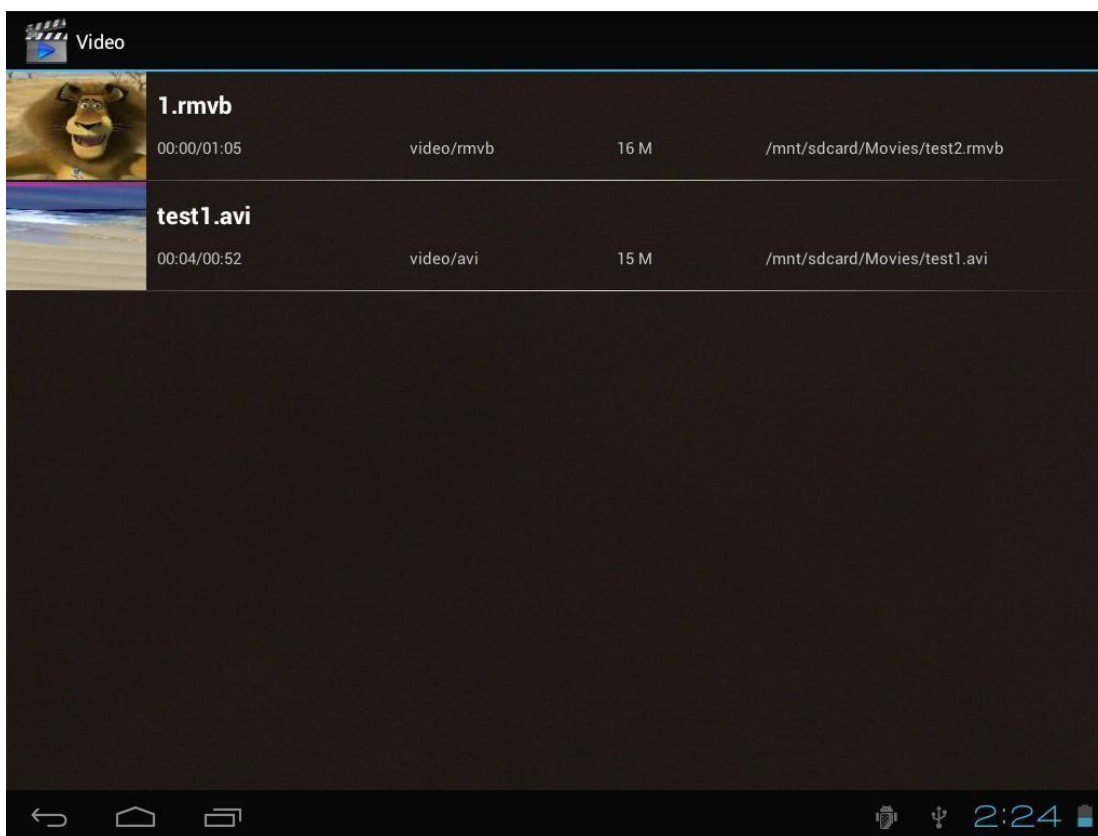 Video
1.rmvb
00:00/01:05 video/rmvb 16 M /mnt/sdcard/Movies/test2.rmvb
test1.avi
00:04/00:52 video/avi 15 M /mnt/sdcard/Movies/test1.avi
2:24